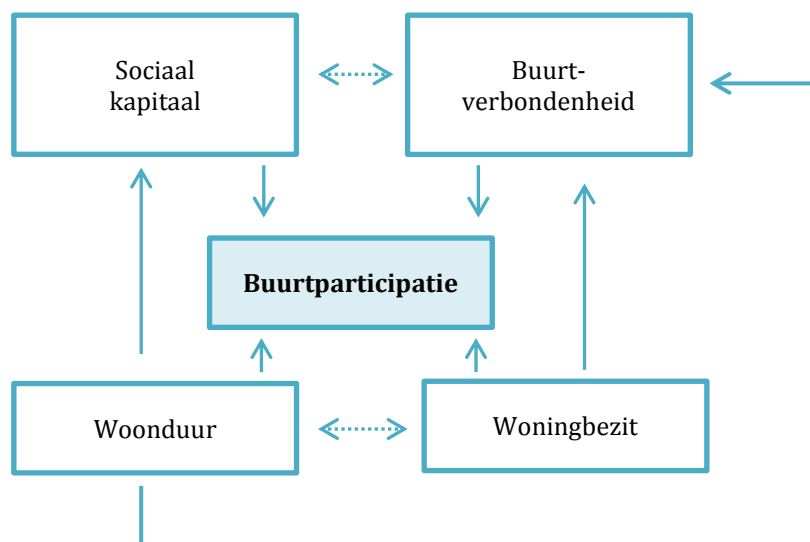 Sociaal
kapitaal
Buurt-
verbondenheid
Buurtparticipatie
Woonduur
Woningbezit